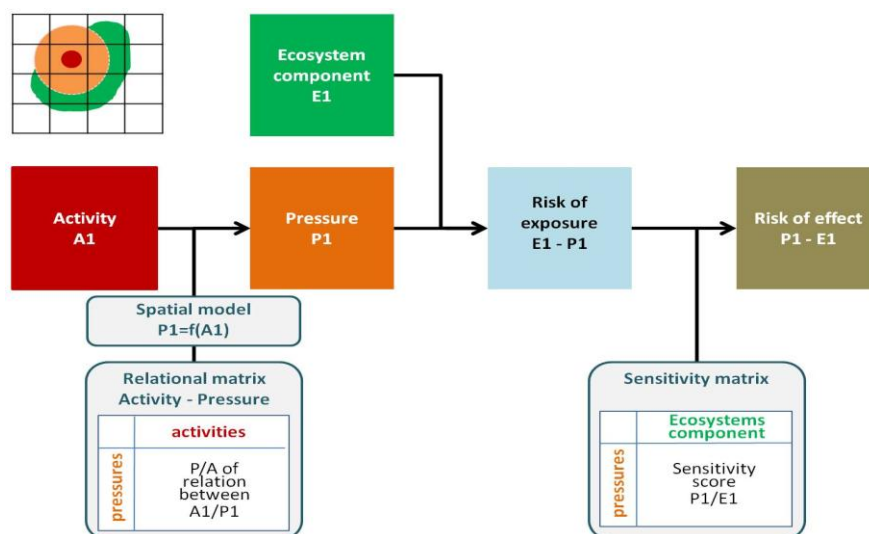 Ecosystem
component
E1
Activity
A1
Pressure
P1
Risk of
exposure
E1 - P1
Risk of effect
P1 - E1
Spatial model
P1=f(A1)
Relational matrix
Activity - Pressure
activities
pressures
P/A of
relation
between
A1/P1
Sensitivity matrix
Ecosystems
component
pressures
Sensitivity
score
P1/E1